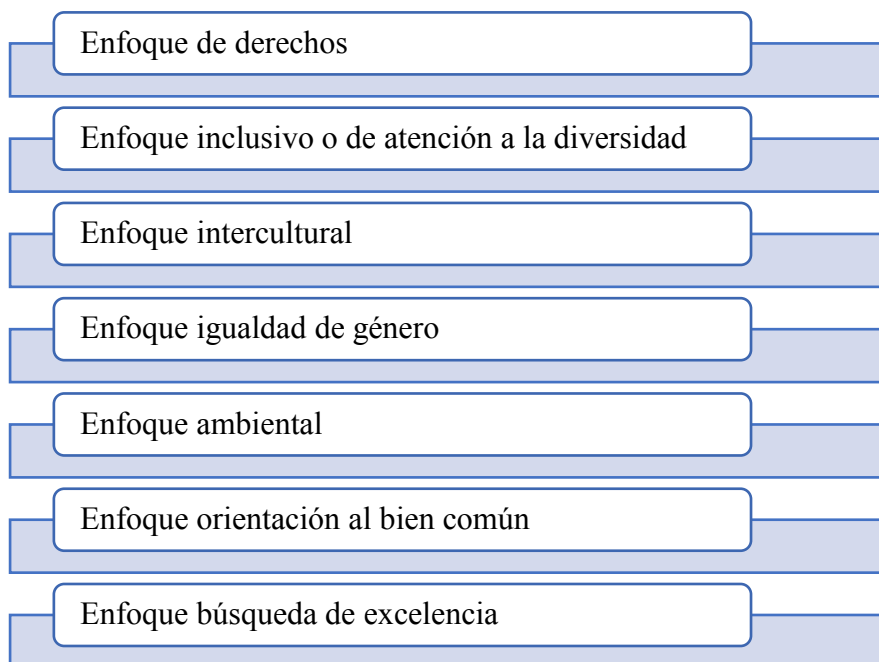 Enfoque de derechos
Enfoque inclusivo o de atención a la diversidad
Enfoque intercultural
Enfoque igualdad de género
Enfoque ambiental
Enfoque orientación al bien común
Enfoque búsqueda de excelencia